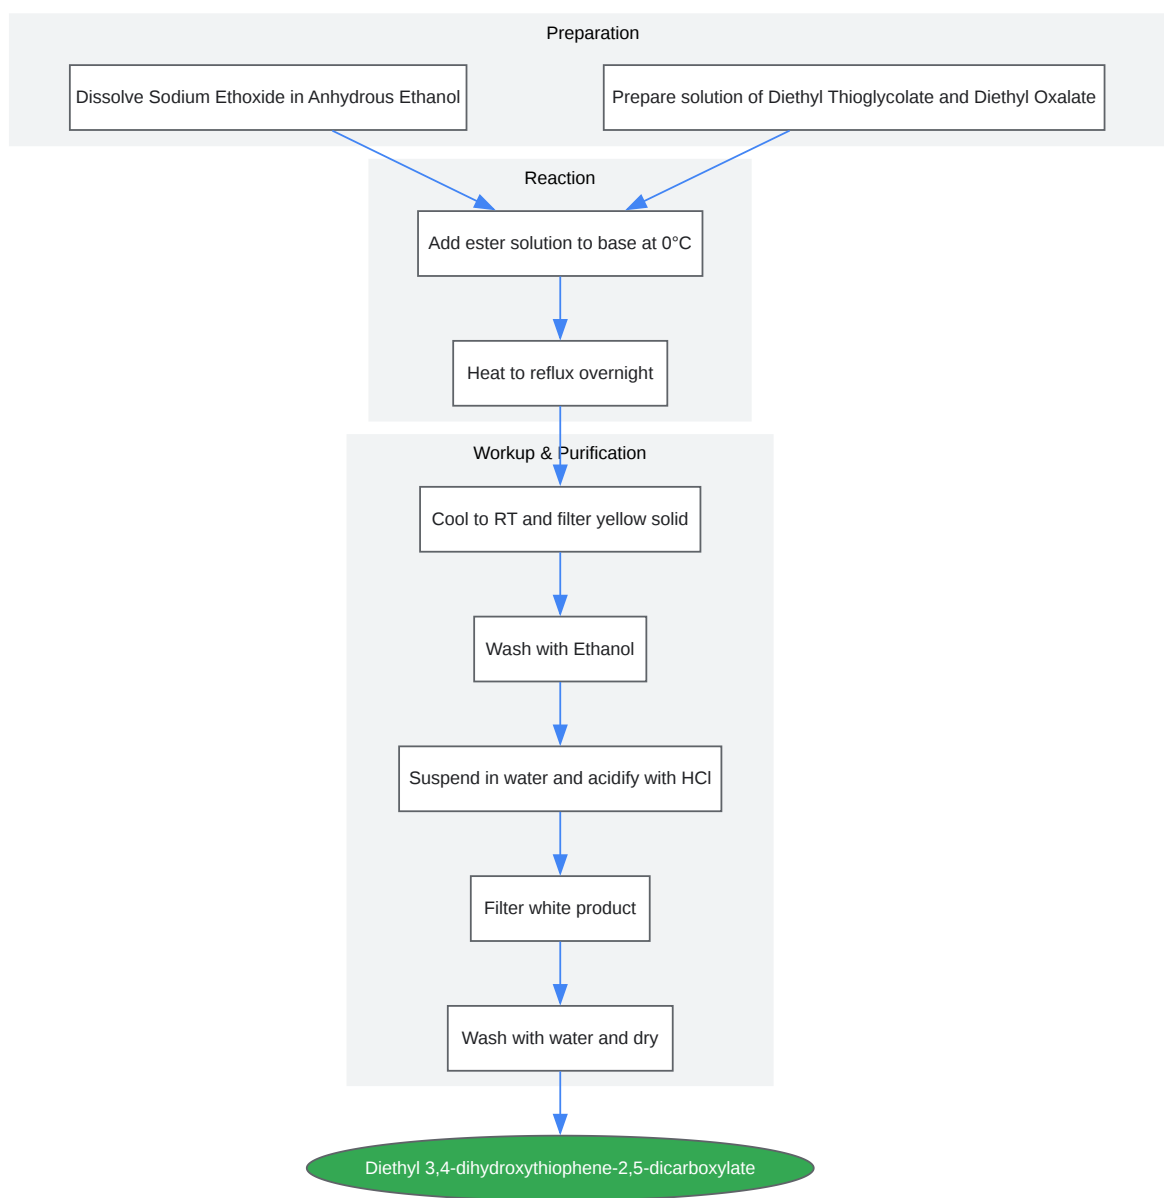 Preparation
Dissolve Sodium Ethoxide in Anhydrous Ethanol
Prepare solution of Diethyl Thioglycolate and Diethyl Oxalate
Reaction
Add ester solution to base at 0°C
Heat to reflux overnight
Workup & Purification
Cool to RT and filter yellow solid
Wash with Ethanol
Suspend in water and acidify with HCl
Filter white product
Wash with water and dry
Diethyl 3,4-dihydroxythiophene-2,5-dicarboxylate